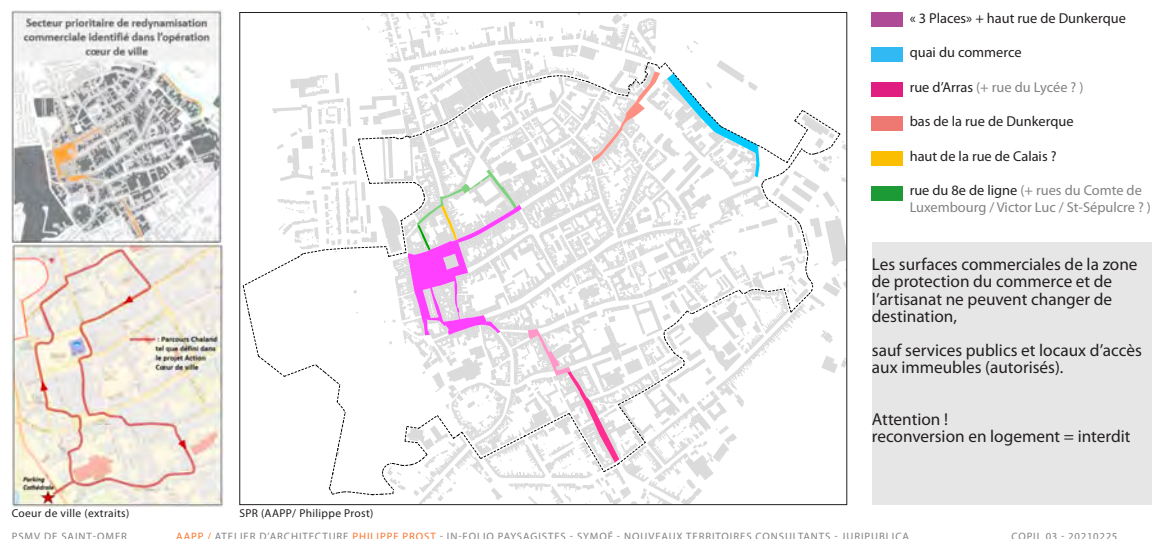 Secteur prioritaire de redynamisation
commerciale identifié dans l'opération
cœur de ville
: Parcours Chaland
tel que défini dans
le projet Action
Cœur de ville
Parking
Cathédrale
Coeur de ville (extraits)
SPR (AAPP/ Philippe Prost)
« 3 Places» + haut rue de Dunkerque
quai du commerce
rue d'Arras (+ rue du Lycée ? )
bas de la rue de Dunkerque
haut de la rue de Calais ?
rue du 8e de ligne (+ rues du Comte de
Luxembourg / Victor Luc / St-Sépulcre ? )
Les surfaces commerciales de la zone
de protection du commerce et de
l'artisanat ne peuvent changer de
destination,
sauf services publics et locaux d'accès
aux immeubles (autorisés).
Attention !
reconversion en logement = interdit
PSMV DE SAINT-OMER
AAPP / ATELIER D'ARCHITECTURE PHILIPPE PROST - IN-FOLIO PAYSAGISTES - SYMOÉ - NOUVEAUX TERRITOIRES CONSULTANTS - JURIPUBLICA
COPIL 03 - 20210225